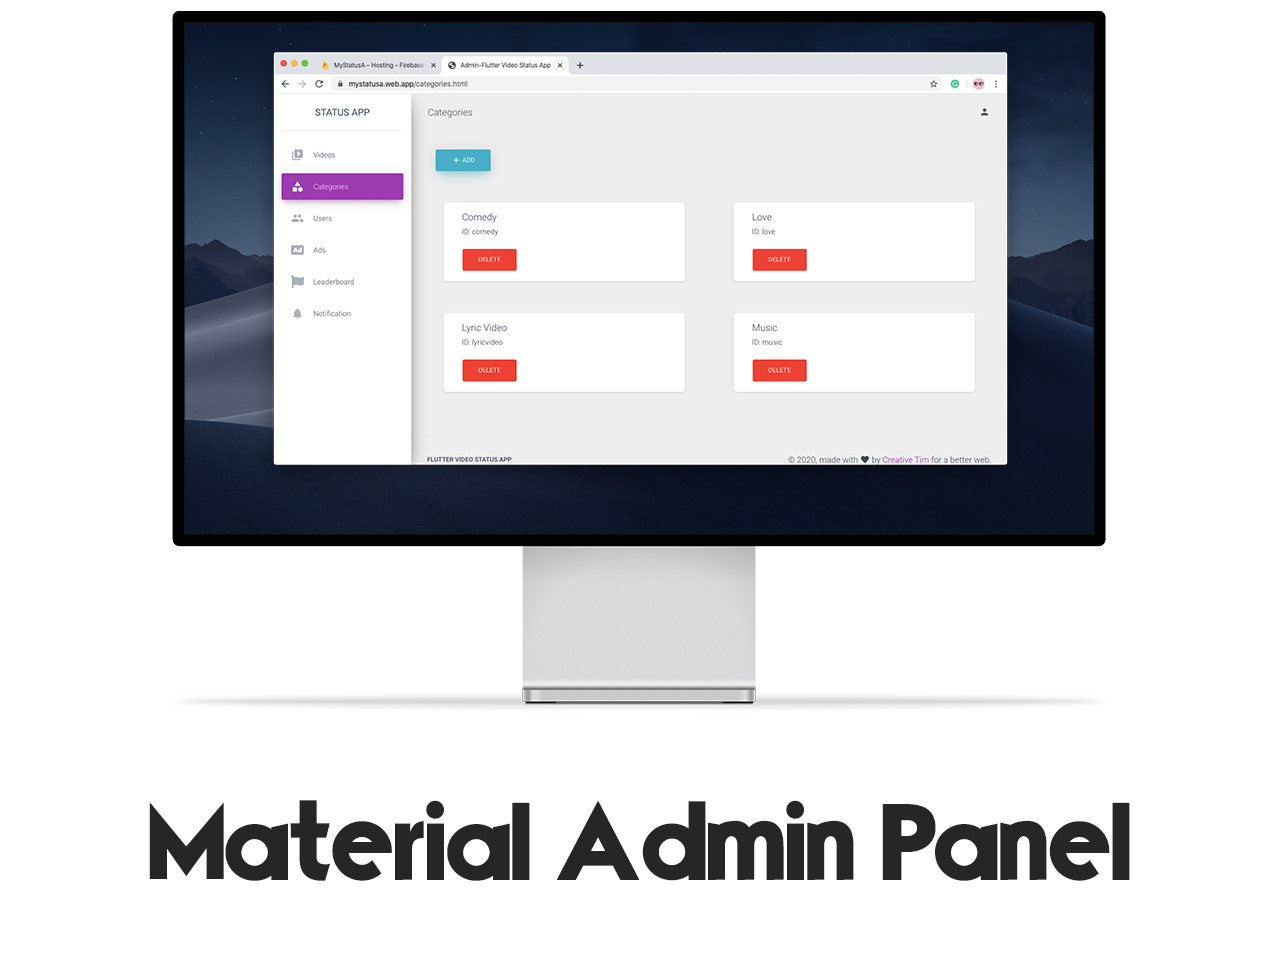 MyStatusA – Hosting – Firebase
Admin-Flutter Video Status App
mystatusa.web.app/categories.html
STATUS APP
Videos
Categories
Users
Ad
Ads
Leaderboard
Notification
Categories
+ ADD
Comedy
ID: comedy
DELETE
Love
ID: love
DELETE
Lyric Video
ID: lyricvideo
DELETE
Music
ID: music
DELETE
FLUTTER VIDEO STATUS APP
© 2020, made with ♥ by Creative Tim for a better web.
Material Admin Panel